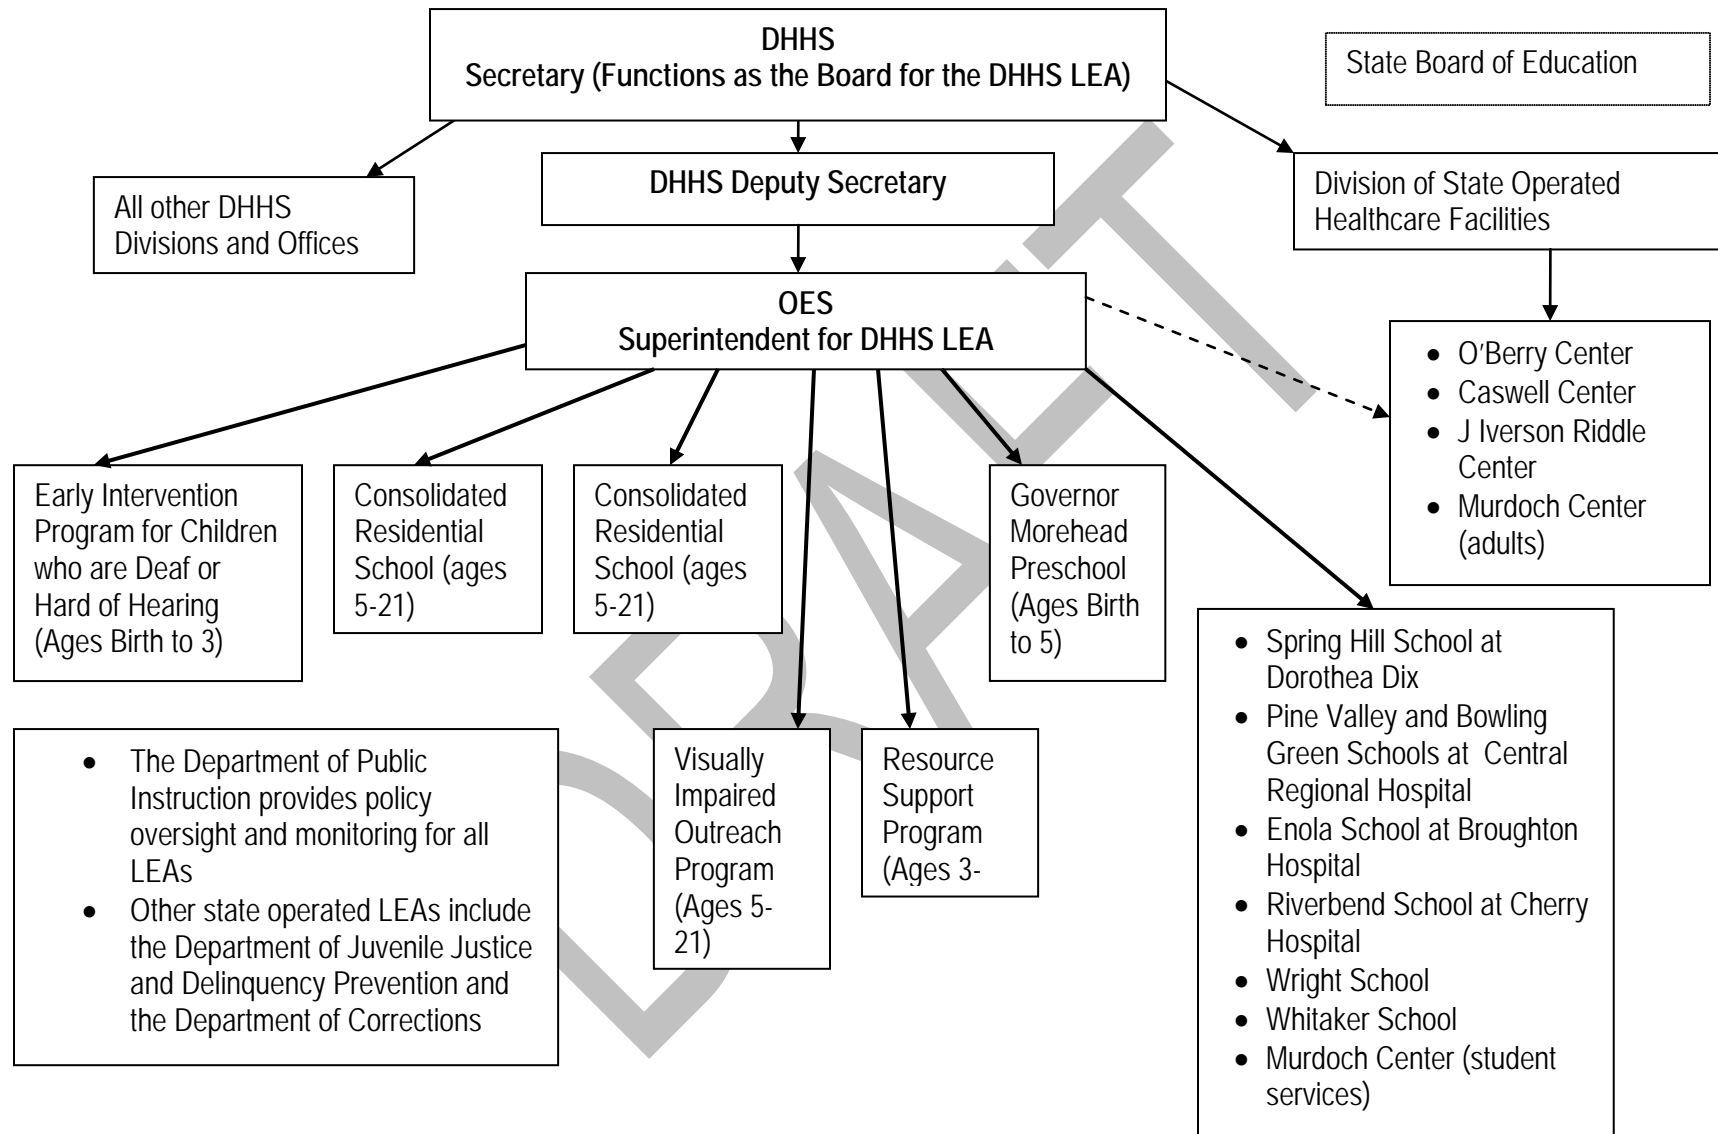 DHHS
Secretary (Functions as the Board for the DHHS LEA)
State Board of Education
DHHS Deputy Secretary
All other DHHS
Divisions and Offices
Division of State Operated
Healthcare Facilities
OES
Superintendent for DHHS LEA
• O'Berry Center
• Caswell Center
• J Iverson Riddle
Center
• Murdoch Center
(adults)
Early Intervention
Program for Children
who are Deaf or
Hard of Hearing
(Ages Birth to 3)
Consolidated
Residential
School (ages
5-21)
Consolidated
Residential
School (ages
5-21)
Governor
Morehead
Preschool
(Ages Birth
to 5)
• Spring Hill School at
Dorothea Dix
• Pine Valley and Bowling
Green Schools at Central
Regional Hospital
• Enola School at Broughton
Hospital
• Riverbend School at Cherry
Hospital
• Wright School
• Whitaker School
• Murdoch Center (student
services)
• The Department of Public
Instruction provides policy
oversight and monitoring for all
LEAs
• Other state operated LEAs include
the Department of Juvenile Justice
and Delinquency Prevention and
the Department of Corrections
Visually
Impaired
Outreach
Program
(Ages 5-
21)
Resource
Support
Program
(Ages 3-
DRAFT